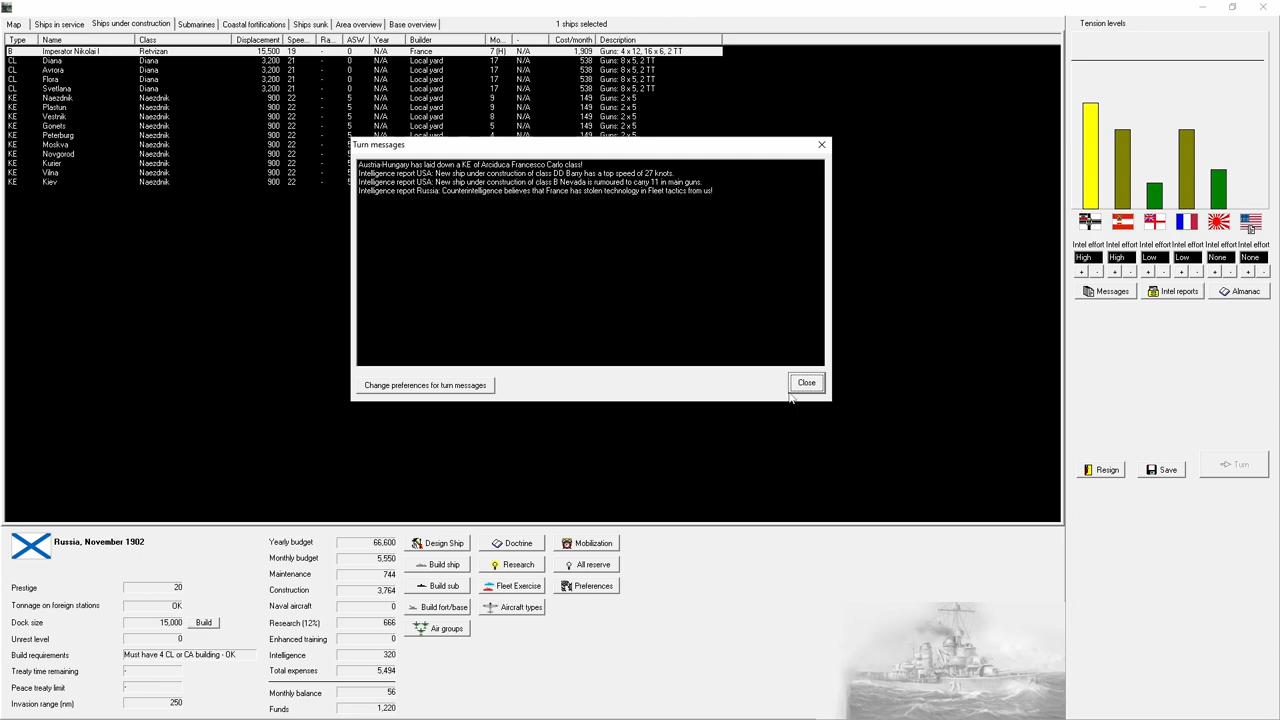 Map Ships in service Ships under construction Submarines Coastal fortifications Ships sunk Area overview Base overview 1 ships selected
Type Name Class Displacement Spee... Ra... ASW Year Builder Mo... - Cost/month Description
B Imperator Nikolai I Retvizan 15,500 19 - 0 N/A France 7 (H) N/A 1,909 Guns: 4 x 12, 16 x 6, 2 TT
CL Diana Diana 3,200 21 - 0 N/A Local yard 17 N/A 538 Guns: 8 x 5, 2 TT
CL Avrora Diana 3,200 21 - 0 N/A Local yard 17 N/A 538 Guns: 8 x 5, 2 TT
CL Flora Diana 3,200 21 - 0 N/A Local yard 17 N/A 538 Guns: 8 x 5, 2 TT
CL Svetlana Diana 3,200 21 - 0 N/A Local yard 17 N/A 538 Guns: 8 x 5, 2 TT
KE Naezdnik Naezdnik 900 22 - 5 N/A Local yard 9 N/A 149 Guns: 2 x 5
KE Plastun Naezdnik 900 22 - 5 N/A Local yard 9 N/A 149 Guns: 2 x 5
KE Vestnik Naezdnik 900 22 - 5 N/A Local yard 8 N/A 149 Guns: 2 x 5
KE Gonets Naezdnik 900 22 - 5 N/A Local yard 5 N/A 149 Guns: 2 x 5
KE Peterburg Naezdnik 900 22 - 5 N/A Local yard 4 N/A 149 Guns: 2 x 5
KE Moskva Naezdnik 900 22 -
KE Novgorod Naezdnik 900 22 - 5
KE Kurier Naezdnik 900 22 - 5
KE Vilna Naezdnik 900 22 - 5
KE Kiev Naezdnik 900 22 - 5
Turn messages
Austria-Hungary has laid down a KE of Arciduca Francesco Carlo class!
Intelligence report USA: New ship under construction of class DD Barry has a top speed of 27 knots.
Intelligence report USA: New ship under construction of class B Nevada is rumoured to carry 11 in main guns.
Intelligence report Russia: Counterintelligence believes that France has stolen technology in Fleet tactics from us!
Change preferences for turn messages Close
Tension levels
Intel effort Intel effort Intel effort Intel effort Intel effort Intel effort
High High Low Low None None
+ - + - + - + - + - + -
Messages Intel reports Almanac
Resign Save Turn
Russia, November 1902
Prestige 20
Tonnage on foreign stations OK
Dock size 15,000 Build
Unrest level 0
Build requirements Must have 4 CL or CA building - OK
Treaty time remaining -
Peace treaty limit -
Invasion range (nm) 250
Yearly budget 66,600
Monthly budget 5,550
Maintenance 744
Construction 3,764
Naval aircraft 0
Research (12%) 666
Enhanced training 0
Intelligence 320
Total expenses 5,494
Monthly balance 56
Funds 1,220
Design Ship Doctrine Mobilization
Build ship Research All reserve
Build sub Fleet Exercise Preferences
Build fort/base Aircraft types
Air groups